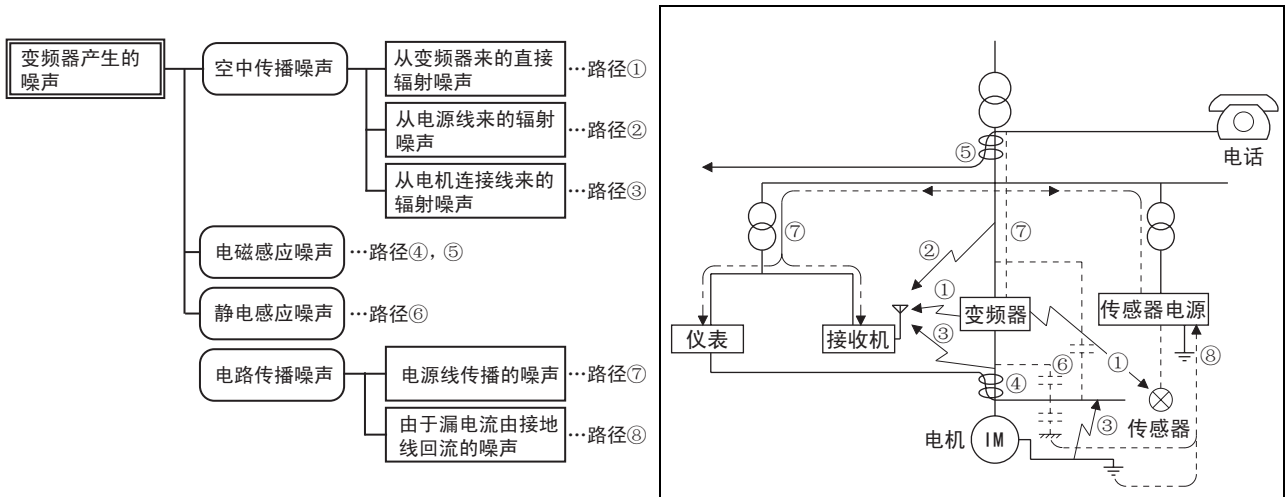 变频器产生的
噪声
空中传播噪声
从变频器来的直接
辐射噪声
…路径①
从电源线来的辐射
噪声
…路径②
从电机连接线来的
辐射噪声
…路径③
电磁感应噪声
…路径④，⑤
静电感应噪声
…路径⑥
电路传播噪声
电源线传播的噪声
…路径⑦
由于漏电流由接地
线回流的噪声
…路径⑧
⑤
电话
⑦
②
⑦
①
③
仪表
接收机
变频器
传感器电源
⑥
①
⑧
④
③
传感器
电机
IM